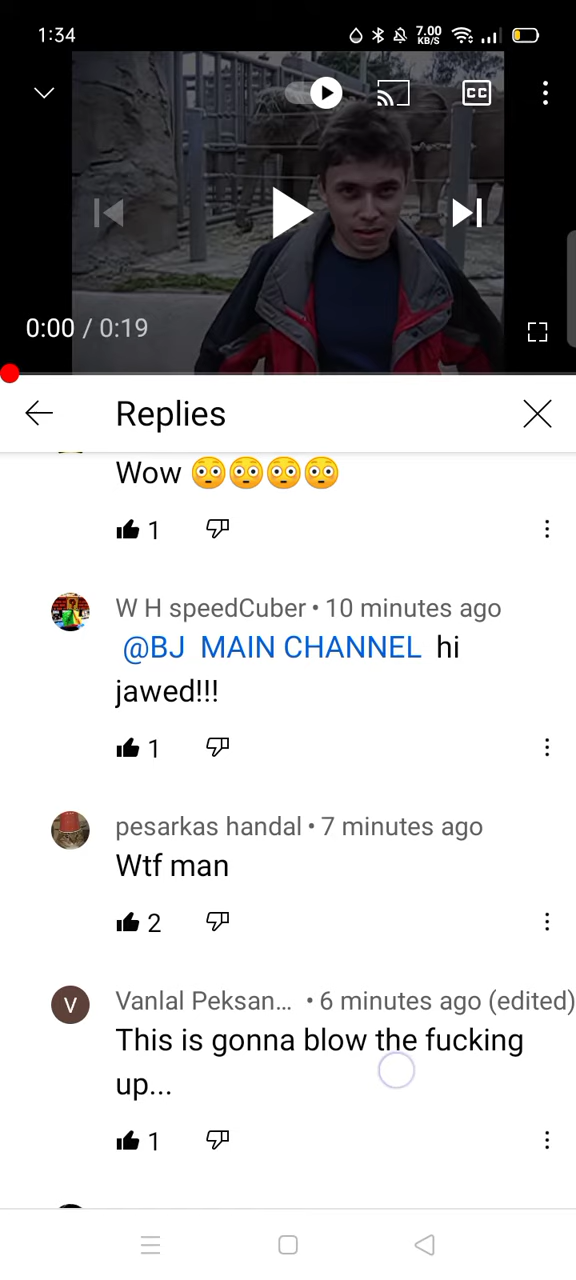 1:34
7.00
KB/S
CC
0:00 / 0:19
Replies
Wow 😳😳😳😳
1
W H speedCuber • 10 minutes ago
@BJ MAIN CHANNEL hi
jawed!!!
1
pesarkas handal • 7 minutes ago
Wtf man
2
V
Vanlal Peksan... • 6 minutes ago (edited)
This is gonna blow the fucking
up...
1